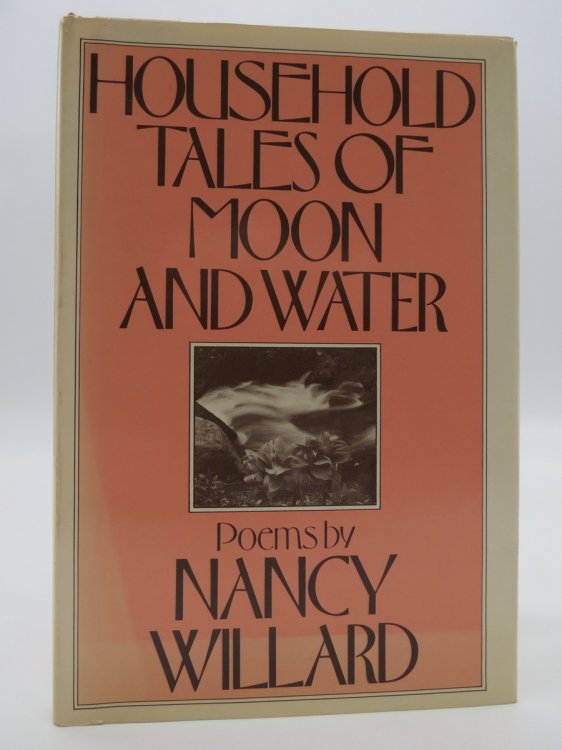 HOUSEHOLD
TALES OF
MOON
AND WATER
Poems by
NANCY
WILLARD